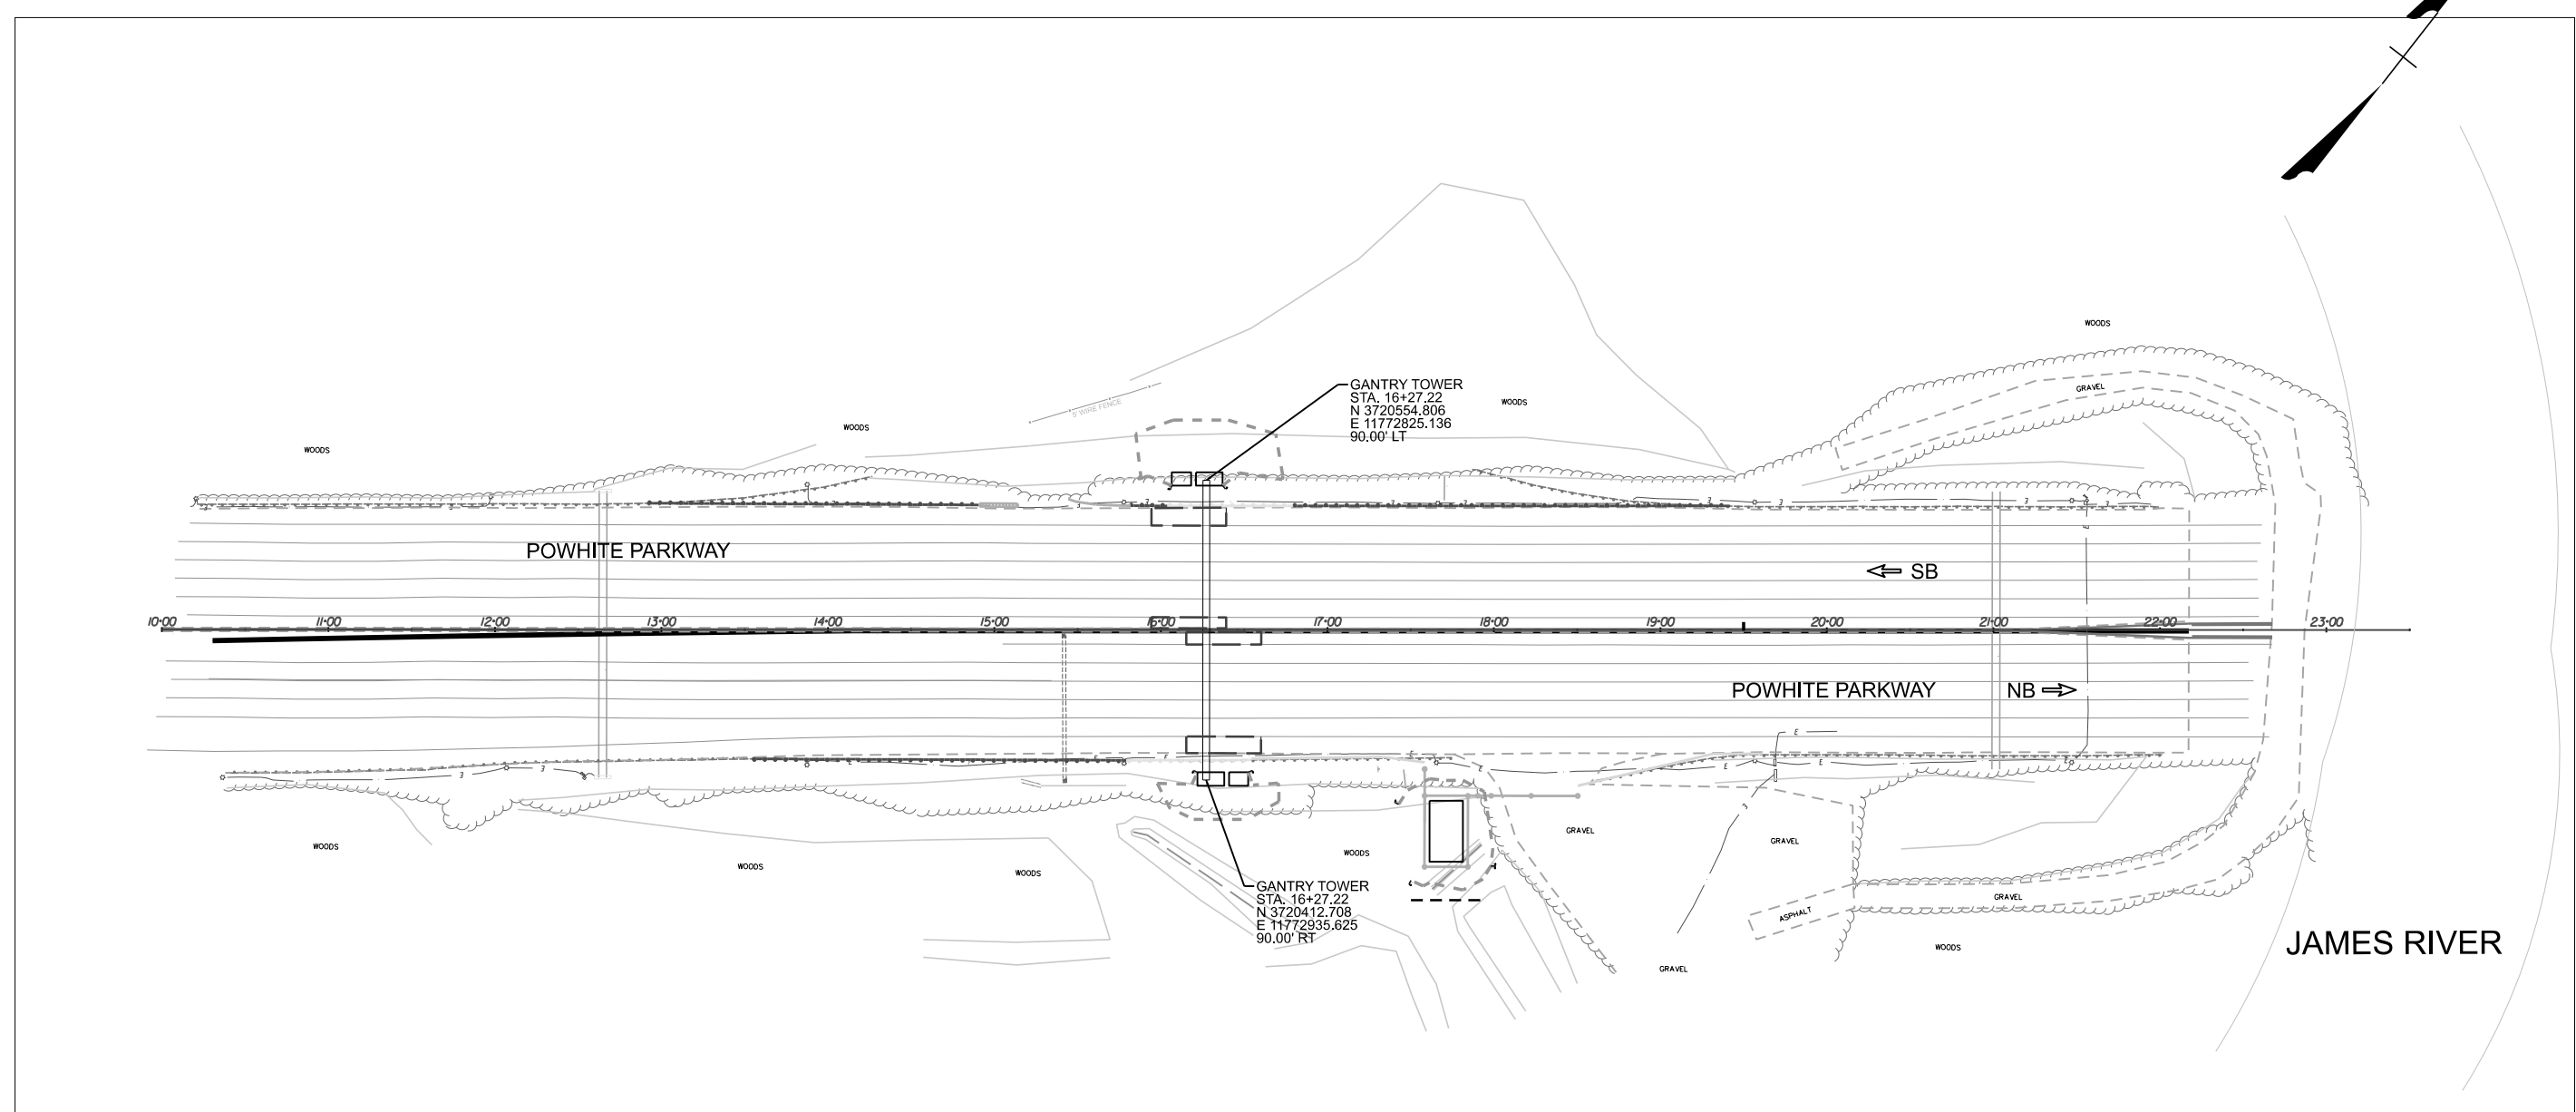 WOODS
GRAVEL
GANTRY TOWER
STA. 16+27.22
N 3720554.806
E 11772825.136
90.00' LT
WOODS
5' WIRE FENCE
WOODS
WOODS
POWHITE PARKWAY
SB
10+00 11+00 12+00 13+00 14+00 15+00 16+00 17+00 18+00 19+00 20+00 21+00 22+00 23+00
POWHITE PARKWAY NB
GRAVEL
GRAVEL
WOODS
WOODS
WOODS
WOODS
GANTRY TOWER
STA. 16+27.22
N 3720412.708
E 11772935.625
90.00' RT
GRAVEL
ASPHALT
WOODS
GRAVEL
JAMES RIVER